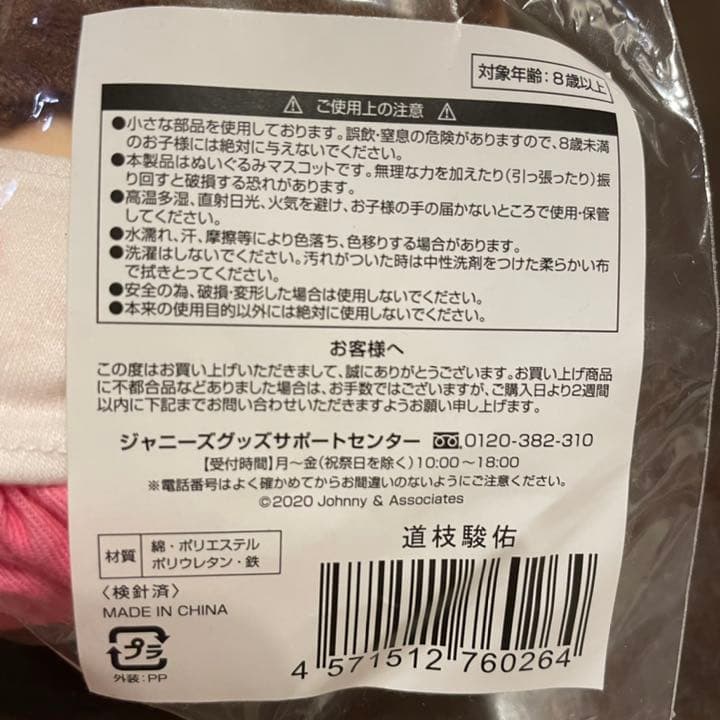 対象年齢:8歳以上
⚠ ご使用上の注意 ⚠
●小さな部品を使用しております。誤飲・窒息の危険がありますので、8歳未満
のお子様には絶対に与えないでください。
●本製品はぬいぐるみマスコットです。無理な力を加えたり(引っ張ったり)振
り回すと破損する恐れがあります。
●高温多湿、直射日光、火気を避け、お子様の手の届かないところで使用・保管
してください。
●水濡れ、汗、摩擦等により色落ち、色移りする場合があります。
●洗濯はしないでください。汚れがついた時は中性洗剤をつけた柔らかい布
で拭きとってください。
●安全の為、破損・変形した場合は使用しないでください。
●本来の使用目的以外には絶対に使用しないでください。
お客様へ
この度はお買い上げいただきまして、誠にありがとうございます。お買い上げ商品
に不都合品などありました場合は、お手数ではございますが、ご購入日より2週間
以内に下記までお問い合わせいただきますようお願い申し上げます。
ジャニーズグッズサポートセンター 0120-382-310
【受付時間】月〜金(祝祭日を除く)10:00〜18:00
※電話番号はよく確かめてからお間違いのないようにご注意ください。
©2020 Johnny & Associates
材質 綿・ポリエステル
ポリウレタン・鉄
〈検針済〉
MADE IN CHINA
プラ
外装:PP
道枝駿佑
4 571512 760264